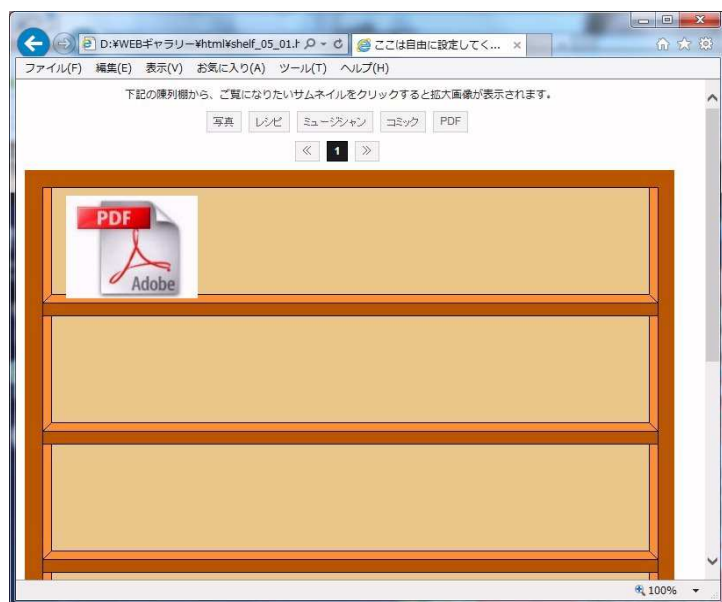 D:¥WEBギャラリー¥html¥shelf_05_01.h
ここは自由に設定してく...
ファイル(F) 編集(E) 表示(V) お気に入り(A) ツール(T) ヘルプ(H)
下記の陳列棚から、ご覧になりたいサムネイルをクリックすると拡大画像が表示されます。
写真 レシピ ミュージシャン コミック PDF
≪ 1 ≫
PDF
Adobe
100%